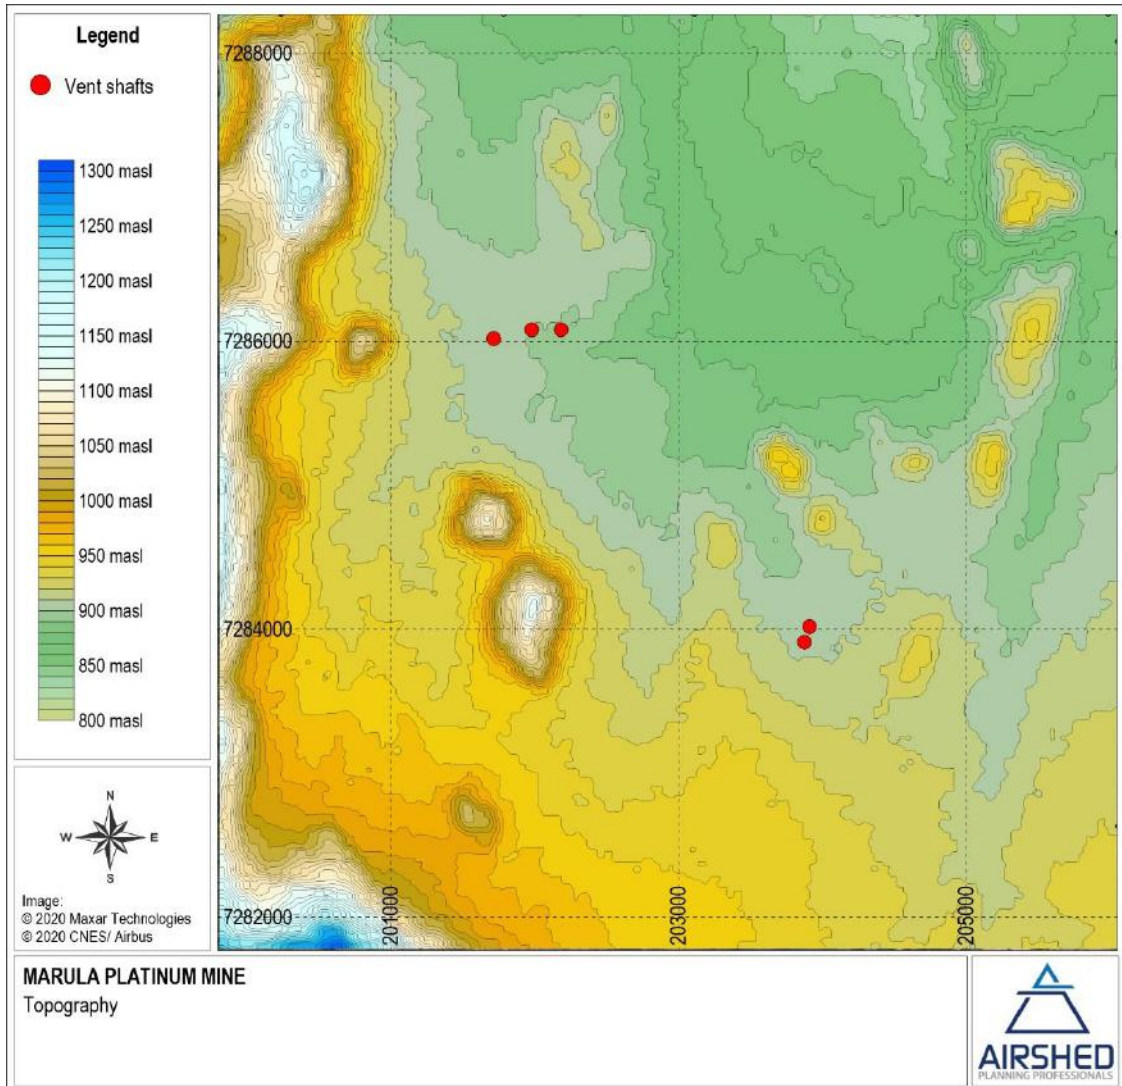 Legend
Vent shafts
1300 masl
1250 masl
1200 masl
1150 masl
1100 masl
1050 masl
1000 masl
950 masl
900 masl
850 masl
800 masl
N
W
E
S
Image:
© 2020 Maxar Technologies
© 2020 CNES/ Airbus
7288000
7286000
7284000
7282000
201000
203000
205000
MARULA PLATINUM MINE
Topography
AIRSHED
PLANNING PROFESSIONALS